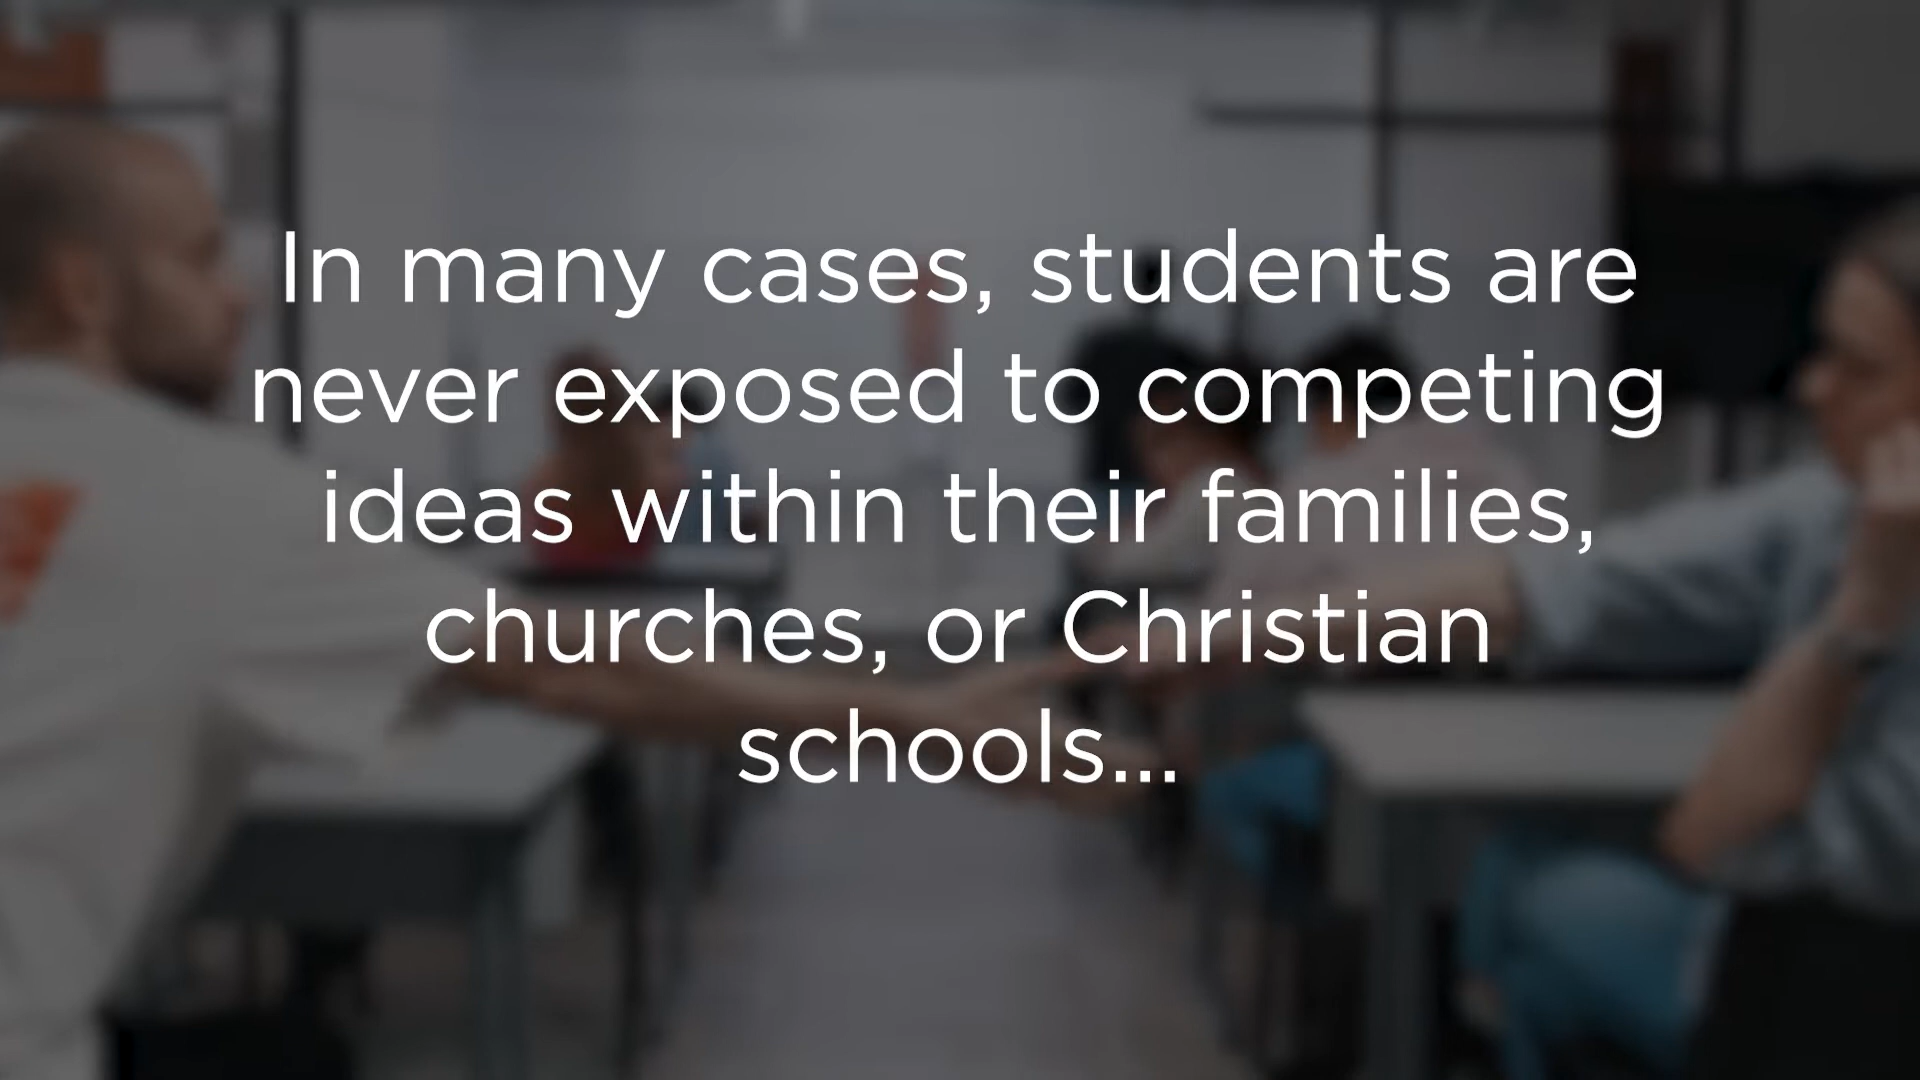 In many cases, students are
never exposed to competing
ideas within their families,
churches, or Christian
schools...